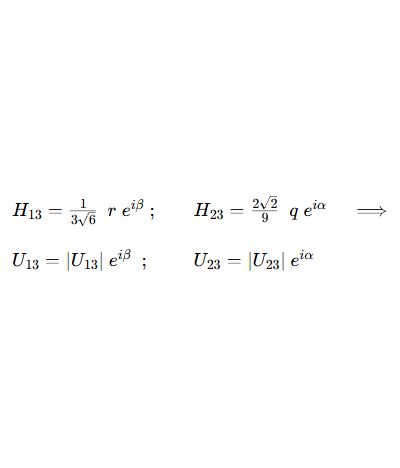 H₁₃ = 1/(3√6) r e^{iβ} ; H₂₃ = 2√2/9 q e^{iα} ⟹
U₁₃ = |U₁₃| e^{iβ} ; U₂₃ = |U₂₃| e^{iα}